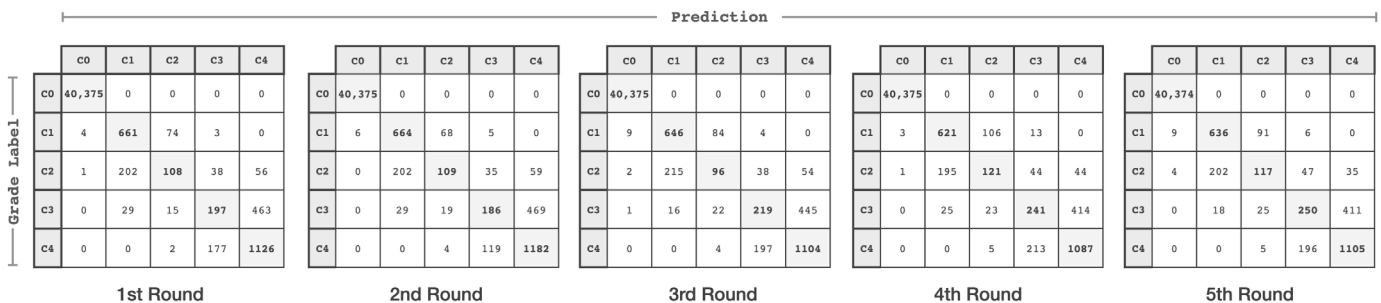 Prediction
C0 C1 C2 C3 C4 C0 C1 C2 C3 C4 C0 C1 C2 C3 C4 C0 C1 C2 C3 C4 C0 C1 C2 C3 C4
C0 40,375 0 0 0 0 C0 40,375 0 0 0 0 C0 40,375 0 0 0 0 C0 40,375 0 0 0 0 C0 40,374 0 0 0 0
C1 4 661 74 3 0 C1 6 664 68 5 0 C1 9 646 84 4 0 C1 3 621 106 13 0 C1 9 636 91 6 0
C2 1 202 108 38 56 C2 0 202 109 35 59 C2 2 215 96 38 54 C2 1 195 121 44 44 C2 4 202 117 47 35
C3 0 29 15 197 463 C3 0 29 19 186 469 C3 1 16 22 219 445 C3 0 25 23 241 414 C3 0 18 25 250 411
C4 0 0 2 177 1126 C4 0 0 4 119 1182 C4 0 0 4 197 1104 C4 0 0 5 213 1087 C4 0 0 5 196 1105
Grade Label
1st Round 2nd Round 3rd Round 4th Round 5th Round